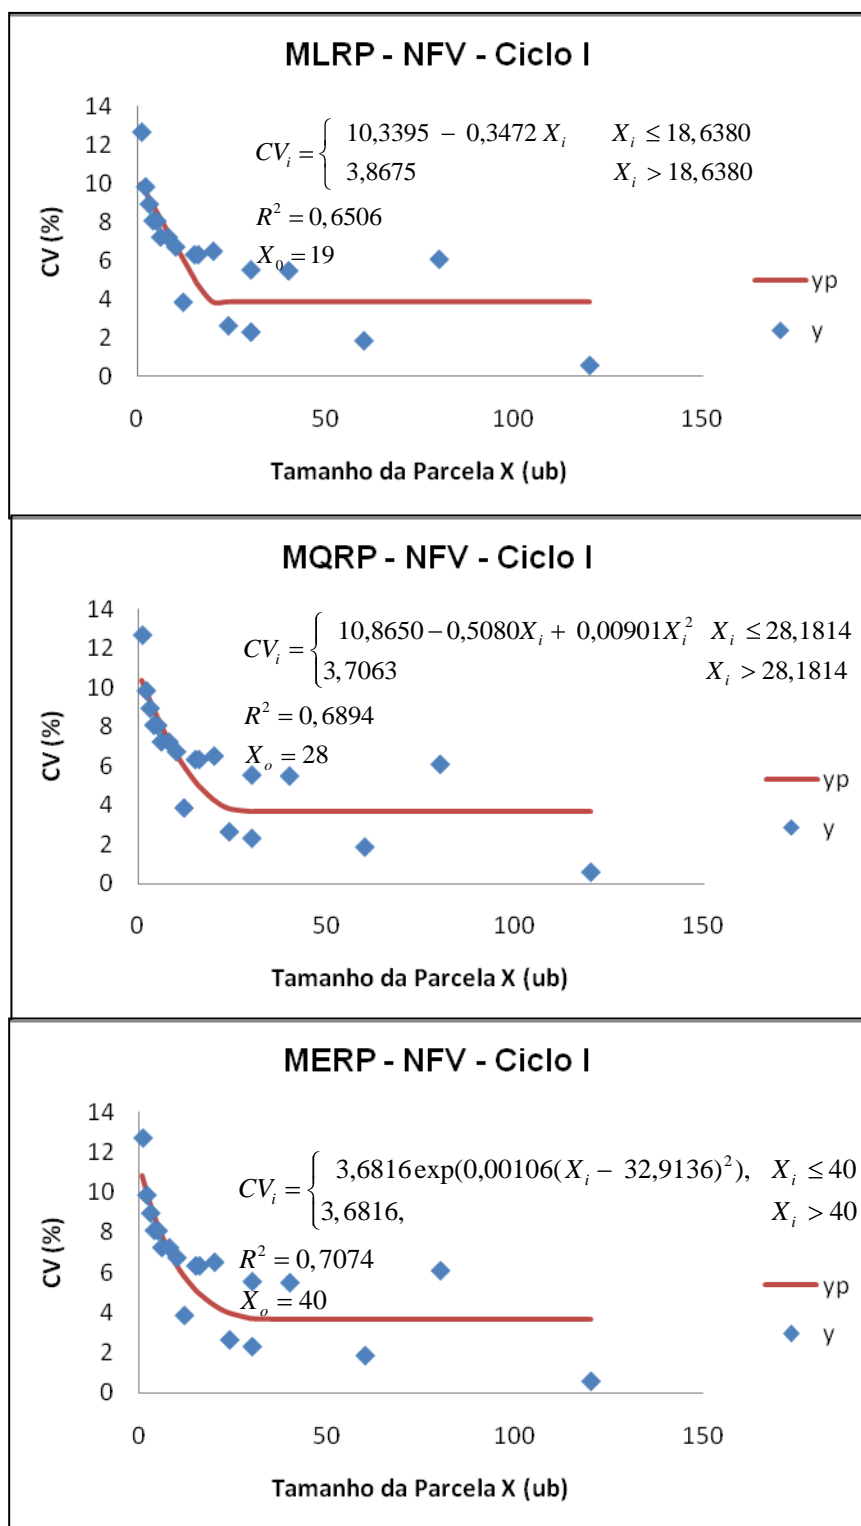 MLRP - NFV - Ciclo I
14
12
10
8
6
4
2
0
CV (%)
CV_i = { 10,3395 − 0,3472 X_i    X_i ≤ 18,6380
3,8675    X_i > 18,6380
R² = 0,6506
X_0 = 19
yp
y
0 50 100 150
Tamanho da Parcela X (ub)
MQRP - NFV - Ciclo I
14
12
10
8
6
4
2
0
CV (%)
CV_i = { 10,8650 − 0,5080X_i + 0,00901X_i²    X_i ≤ 28,1814
3,7063    X_i > 28,1814
R² = 0,6894
X_o = 28
yp
y
0 50 100 150
Tamanho da Parcela X (ub)
MERP - NFV - Ciclo I
14
12
10
8
6
4
2
0
CV (%)
CV_i = { 3,6816 exp(0,00106(X_i − 32,9136)²),    X_i ≤ 40
3,6816,    X_i > 40
R² = 0,7074
X_o = 40
yp
y
0 50 100 150
Tamanho da Parcela X (ub)